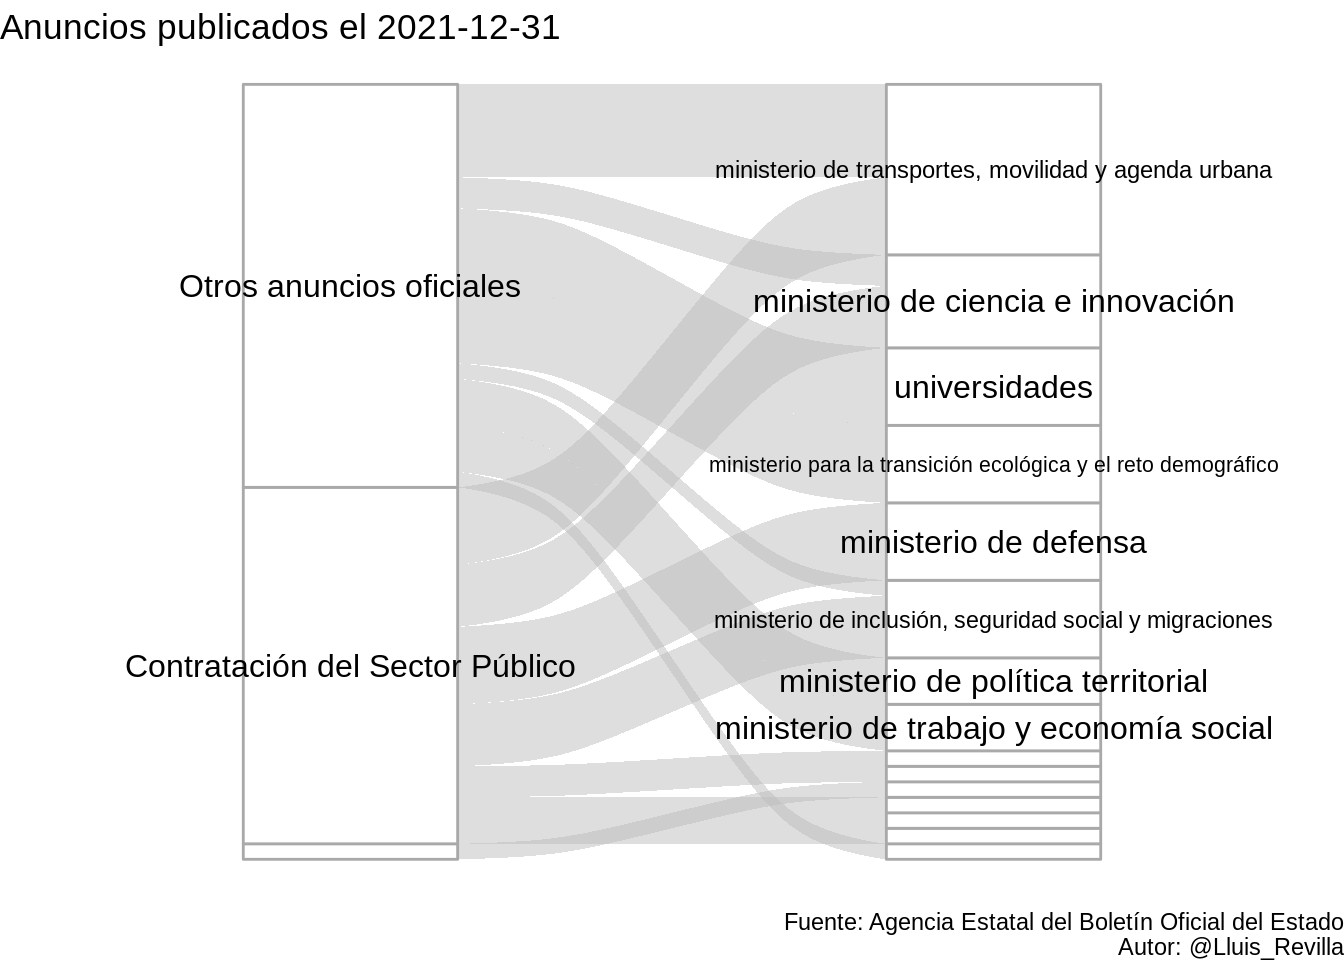 Anuncios publicados el 2021-12-31
ministerio de transportes, movilidad y agenda urbana
Otros anuncios oficiales
ministerio de ciencia e innovación
universidades
ministerio para la transición ecológica y el reto demográfico
ministerio de defensa
ministerio de inclusión, seguridad social y migraciones
Contratación del Sector Público
ministerio de política territorial
ministerio de trabajo y economía social
Fuente: Agencia Estatal del Boletín Oficial del Estado
Autor: @Lluis_Revilla